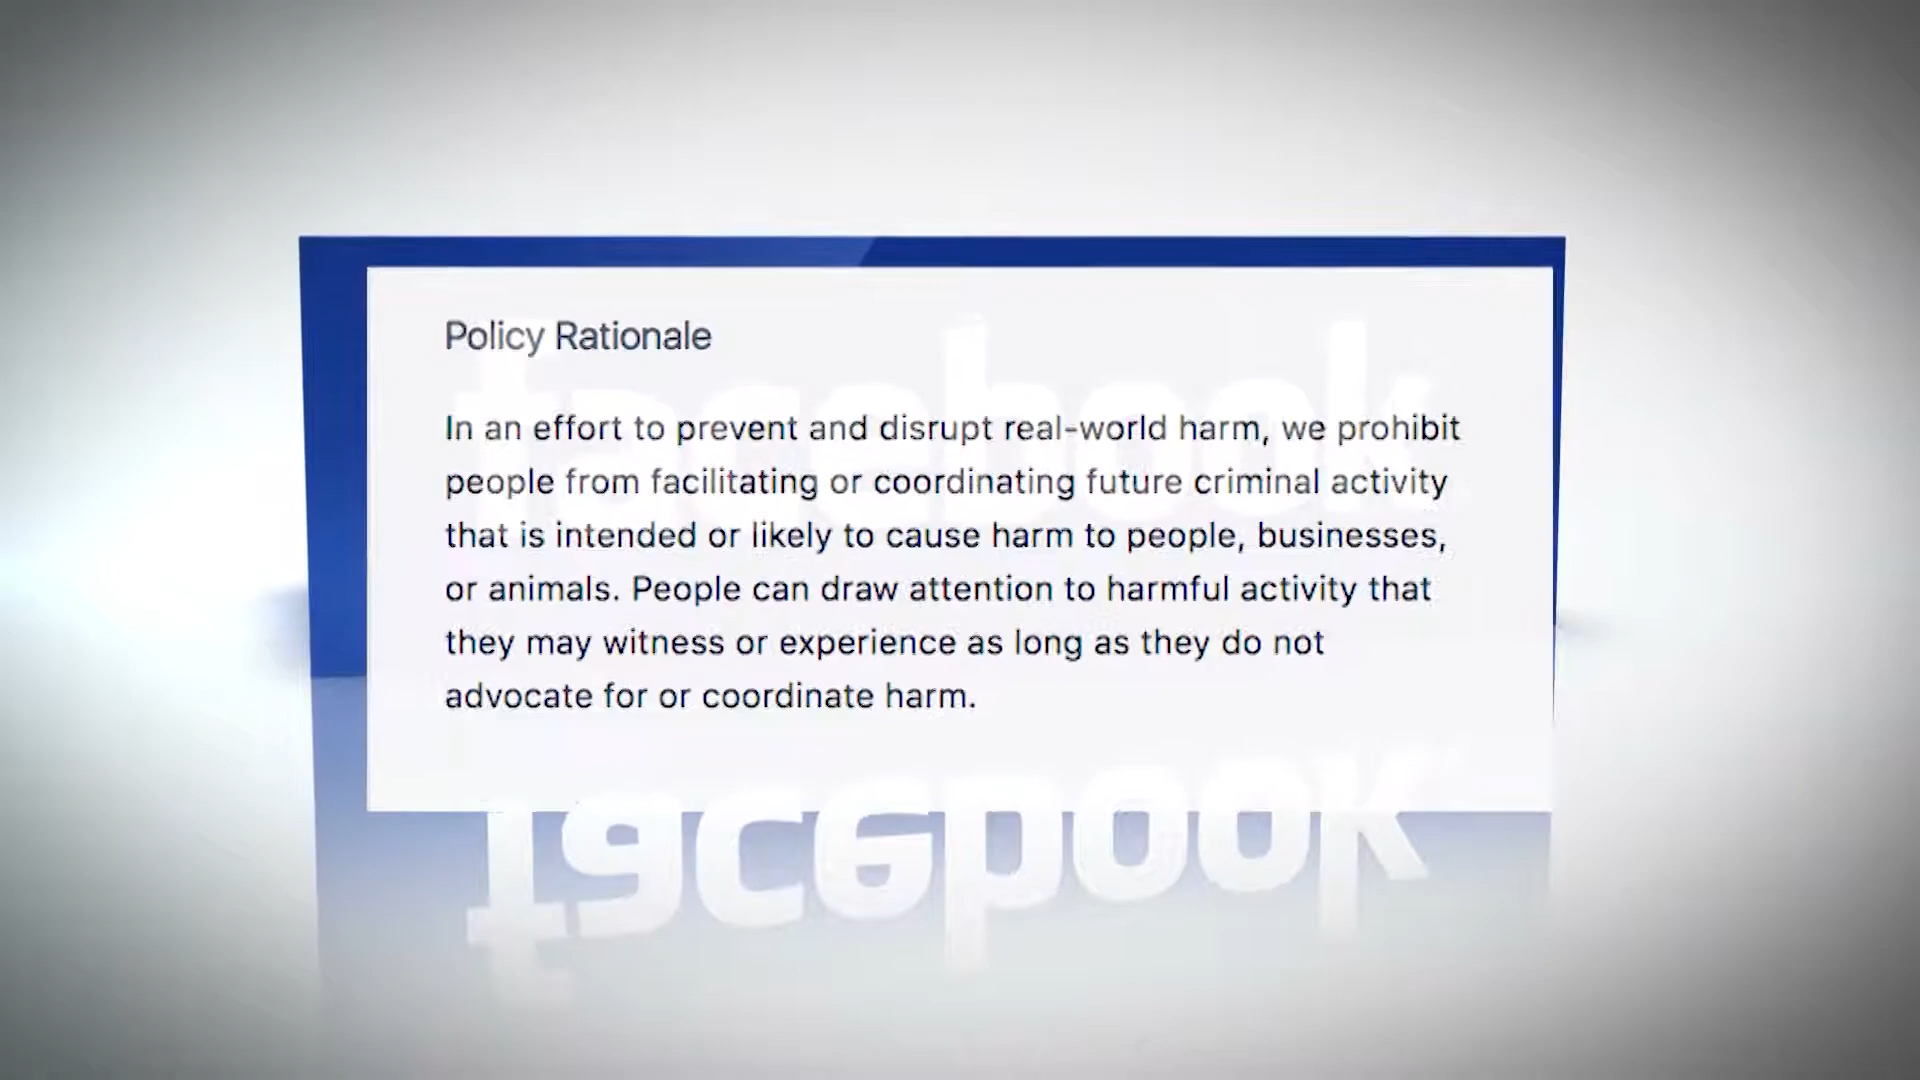 Policy Rationale
facebook
In an effort to prevent and disrupt real-world harm, we prohibit
people from facilitating or coordinating future criminal activity
that is intended or likely to cause harm to people, businesses,
or animals. People can draw attention to harmful activity that
they may witness or experience as long as they do not
advocate for or coordinate harm.